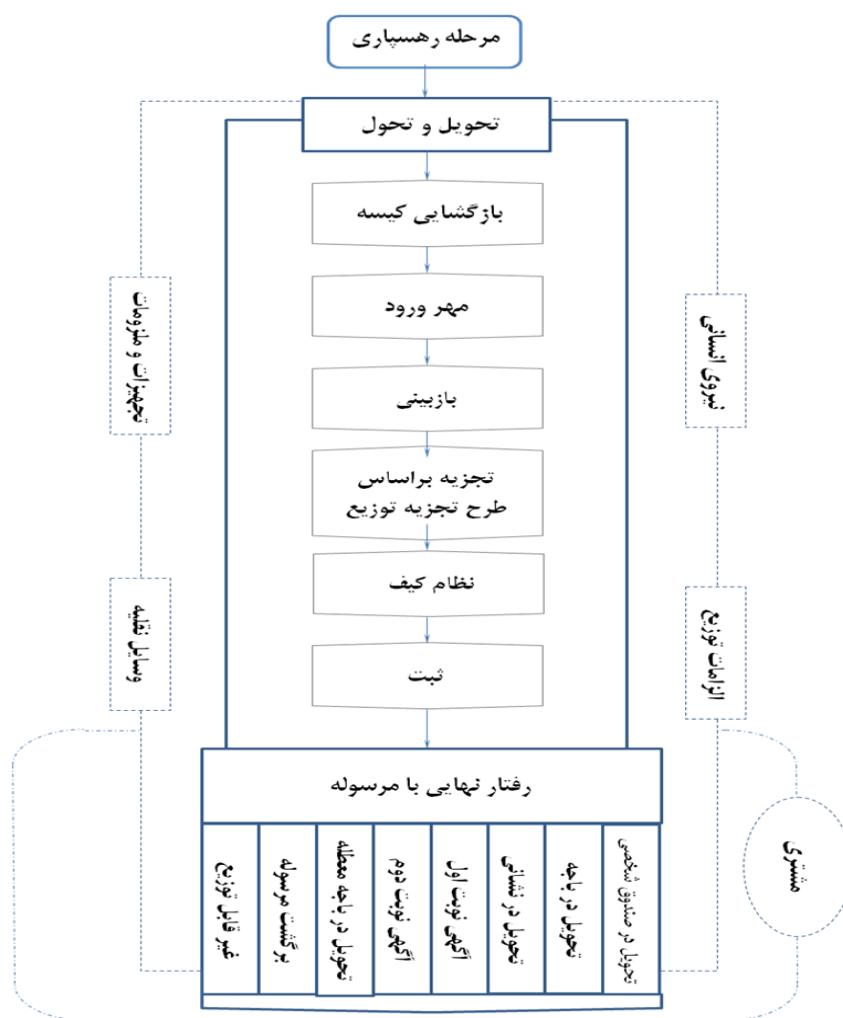 مرحله رهسپاری
تحویل و تحول
بازگشایی کیسه
مهر ورود
بازبینی
تجزیه براساس
طرح تجزیه توزیع
نظام کیف
ثبت
نیروی انسانی
الزامات توزیع
تجهیزات و ملزومات
وسایل نقلیه
رفتار نهایی با مرسوله
مشتری
تحویل در صندوق شخصی
تحویل در باجه
تحویل در نشانی
آگهی نوبت اول
آگهی نوبت دوم
تحویل در باجه معطله
برگشت مرسوله
غیر قابل توزیع